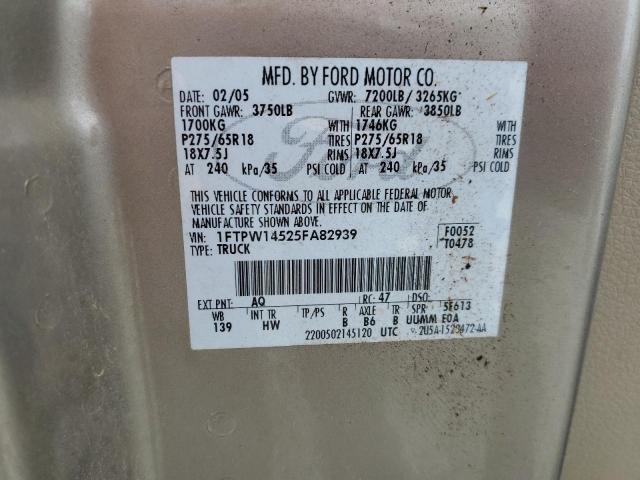 MFD. BY FORD MOTOR CO.
DATE: 02/05 GVWR: 7200LB/ 3265KG
FRONT GAWR: 3750LB REAR GAWR: 3850LB
1700KG WITH 1746KG WITH
P275/65R18 TIRES P275/65R18 TIRES
18X7.5J RIMS 18X7.5J RIMS
AT 240 kPa/35 PSI COLD AT 240 kPa/35 PSI COLD
THIS VEHICLE CONFORMS TO ALL APPLICABLE FEDERAL MOTOR
VEHICLE SAFETY STANDARDS IN EFFECT ON THE DATE OF
MANUFACTURE SHOWN ABOVE.
VIN: 1FTPW14525FA82939 F0052
TYPE: TRUCK T0478
EXT PNT: AQ RC: 47 DSO:
WB INT TR TP/PS R AXLE TR SPR 5F613
139 HW B B6 B UUMM E0A
2200502145120 UTC
Ford